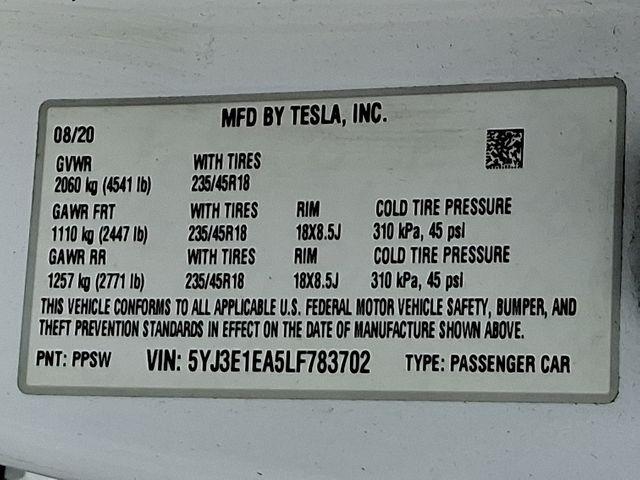 MFD BY TESLA, INC.
08/20
GVWR WITH TIRES
2060 kg (4541 lb) 235/45R18
GAWR FRT WITH TIRES RIM COLD TIRE PRESSURE
1110 kg (2447 lb) 235/45R18 18X8.5J 310 kPa, 45 psi
GAWR RR WITH TIRES RIM COLD TIRE PRESSURE
1257 kg (2771 lb) 235/45R18 18X8.5J 310 kPa, 45 psi
THIS VEHICLE CONFORMS TO ALL APPLICABLE U.S. FEDERAL MOTOR VEHICLE SAFETY, BUMPER, AND
THEFT PREVENTION STANDARDS IN EFFECT ON THE DATE OF MANUFACTURE SHOWN ABOVE.
PNT: PPSW VIN: 5YJ3E1EA5LF783702 TYPE: PASSENGER CAR